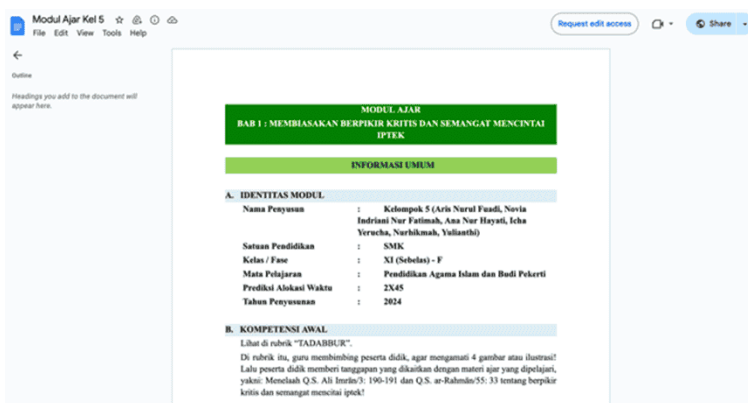 Modul Ajar Kel 5
Request edit access
Share
File Edit View Tools Help
Outline
Headings you add to the document will
appear here.
MODUL AJAR
BAB 1 : MEMBIASAKAN BERPIKIR KRITIS DAN SEMANGAT MENCINTAI
IPTEK
INFORMASI UMUM
A. IDENTITAS MODUL
Nama Penyusun : Kelompok 5 (Aris Nurul Fuadi, Novia
Indriani Nur Fatimah, Ana Nur Hayati, Icha
Yerucha, Nurhikmah, Yulianthi)
Satuan Pendidikan : SMK
Kelas / Fase : XI (Sebelas) - F
Mata Pelajaran : Pendidikan Agama Islam dan Budi Pekerti
Prediksi Alokasi Waktu : 2X45
Tahun Penyusunan : 2024
B. KOMPETENSI AWAL
Lihat di rubrik “TADABBUR”.
Di rubrik itu, guru membimbing peserta didik, agar mengamati 4 gambar atau ilustrasi!
Lalu peserta didik memberi tanggapan yang dikaitkan dengan materi ajar yang dipelajari,
yakni: Menelaah Q.S. Ali Imrân/3: 190-191 dan Q.S. ar-Rahmân/55: 33 tentang berpikir
kritis dan semangat mencitai iptek!